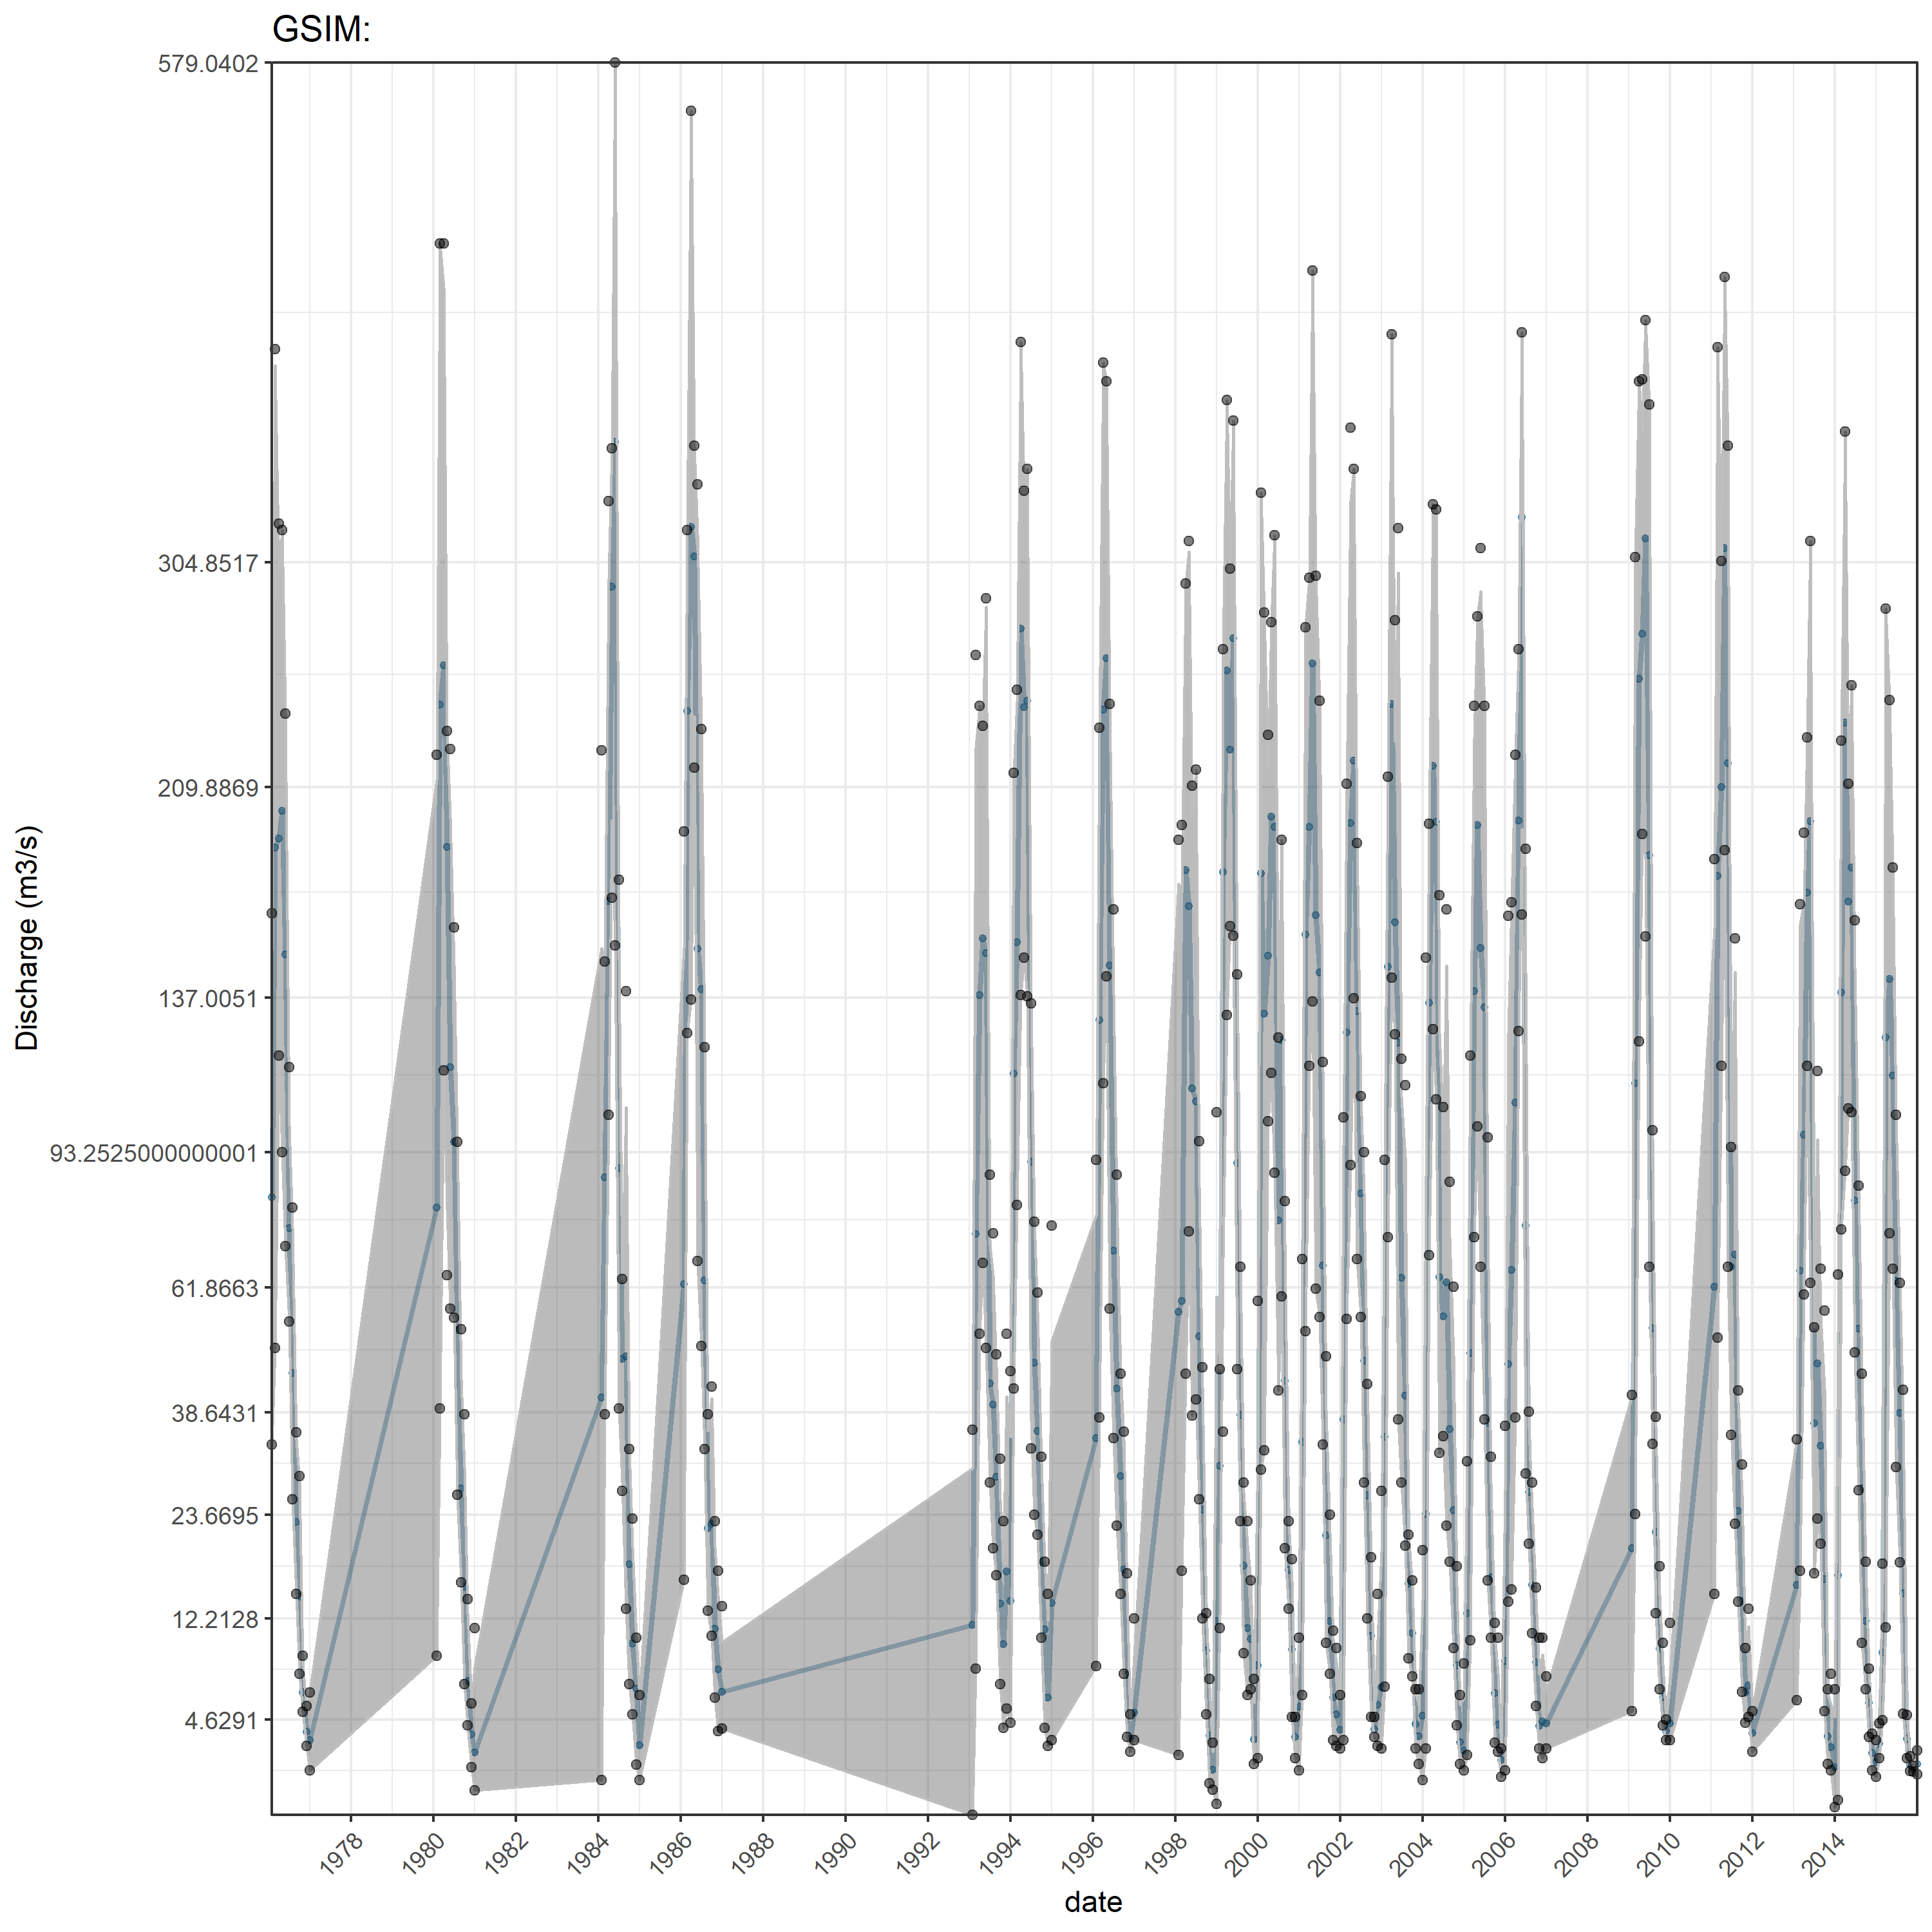 GSIM:
579.0402
304.8517
209.8869
137.0051
93.252500000000​1
61.8663
38.6431
23.6695
12.2128
4.6291
Discharge (m3/s)
1978 1980 1982 1984 1986 1988 1990 1992 1994 1996 1998 2000 2002 2004 2006 2008 2010 2012 2014
date